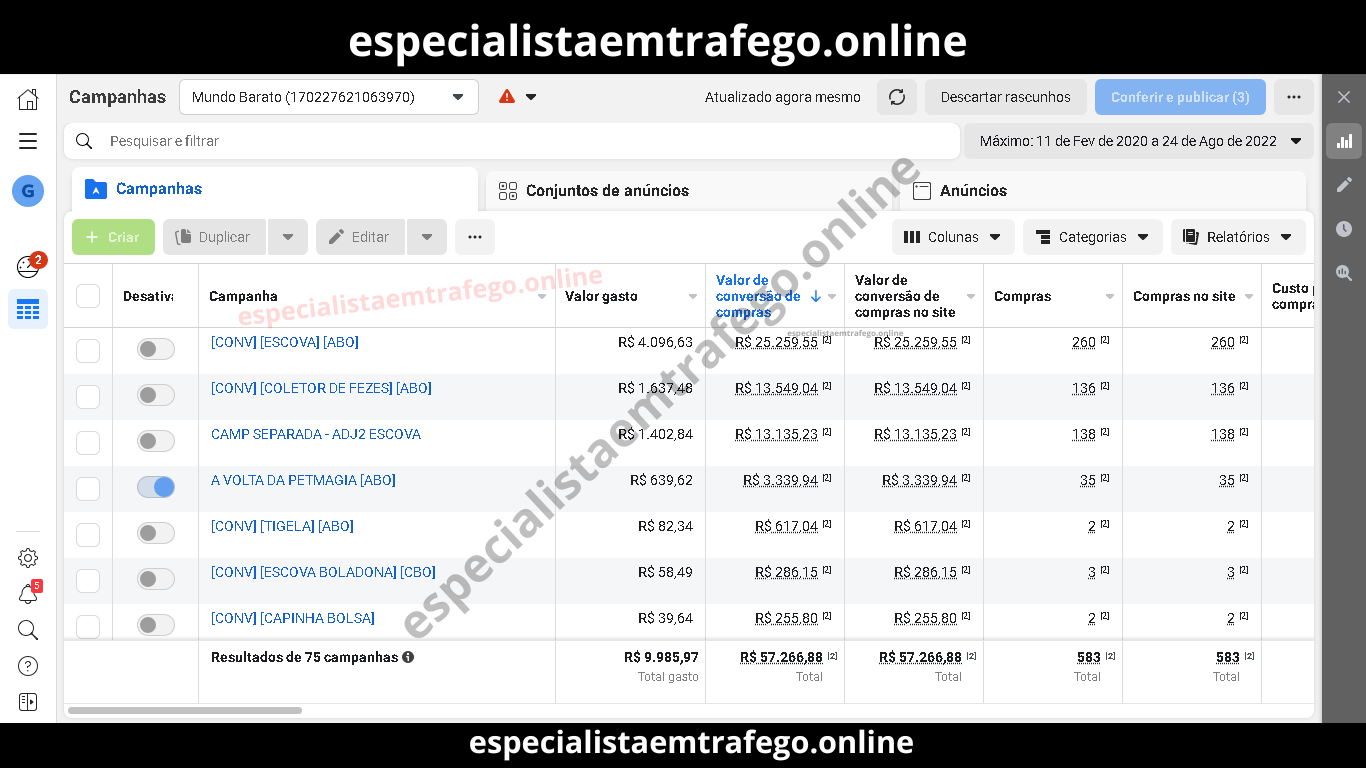 especialistaemtrafego.online
Campanhas
Mundo Barato (170227621063970)
Atualizado agora mesmo
Descartar rascunhos
Conferir e publicar (3)
Pesquisar e filtrar
Máximo: 11 de Fev de 2020 a 24 de Ago de 2022
G
Campanhas
Conjuntos de anúncios
Anúncios
2
+ Criar
Duplicar
Editar
Colunas
Categorias
Relatórios
Desativ
Campanha
Valor gasto
Valor de conversão de compras
Valor de conversão de compras no site
Compras
Compras no site
Custo
compra
especialistaemtrafego.online
especialistaemtrafego.online
especialistaemtrafego.online
[CONV] [ESCOVA] [ABO] R$ 4.096,63 R$ 25.259,55 [2] R$ 25.259,55 [2] 260 [2] 260 [2]
[CONV] [COLETOR DE FEZES] [ABO] R$ 1.637,48 R$ 13.549,04 [2] R$ 13.549,04 [2] 136 [2] 136 [2]
CAMP SEPARADA - ADJ2 ESCOVA R$ 1.402,84 R$ 13.135,23 [2] R$ 13.135,23 [2] 138 [2] 138 [2]
A VOLTA DA PETMAGIA [ABO] R$ 639,62 R$ 3.339,94 [2] R$ 3.339,94 [2] 35 [2] 35 [2]
[CONV] [TIGELA] [ABO] R$ 82,34 R$ 617,04 [2] R$ 617,04 [2] 2 [2] 2 [2]
[CONV] [ESCOVA BOLADONA] [CBO] R$ 58,49 R$ 286,15 [2] R$ 286,15 [2] 3 [2] 3 [2]
[CONV] [CAPINHA BOLSA] R$ 39,64 R$ 255,80 [2] R$ 255,80 [2] 2 [2] 2 [2]
5
Resultados de 75 campanhas R$ 9.985,97 R$ 57.266,88 [2] R$ 57.266,88 [2] 583 [2] 583 [2]
Total gasto Total Total Total Total
especialistaemtrafego.online